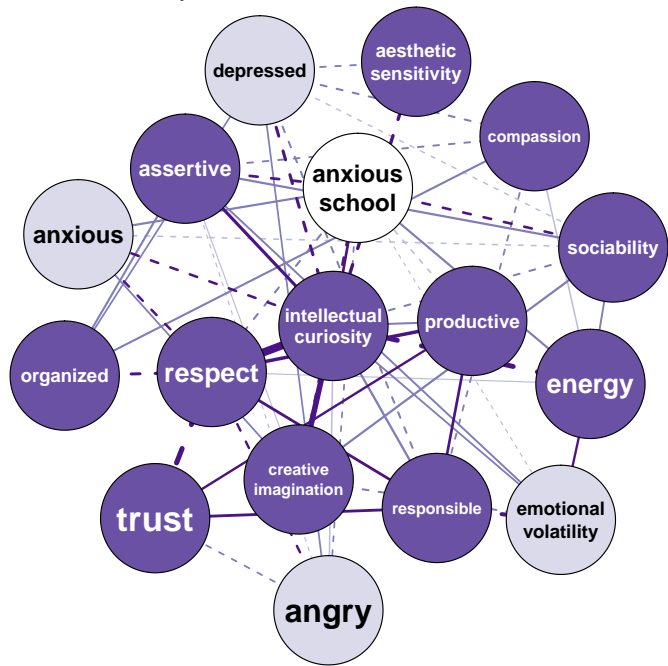 depressed
aesthetic
sensitivity
compassion
assertive
anxious
school
anxious
sociability
intellectual
curiosity
productive
organized
respect
energy
creative
imagination
trust
responsible
emotional
volatility
angry